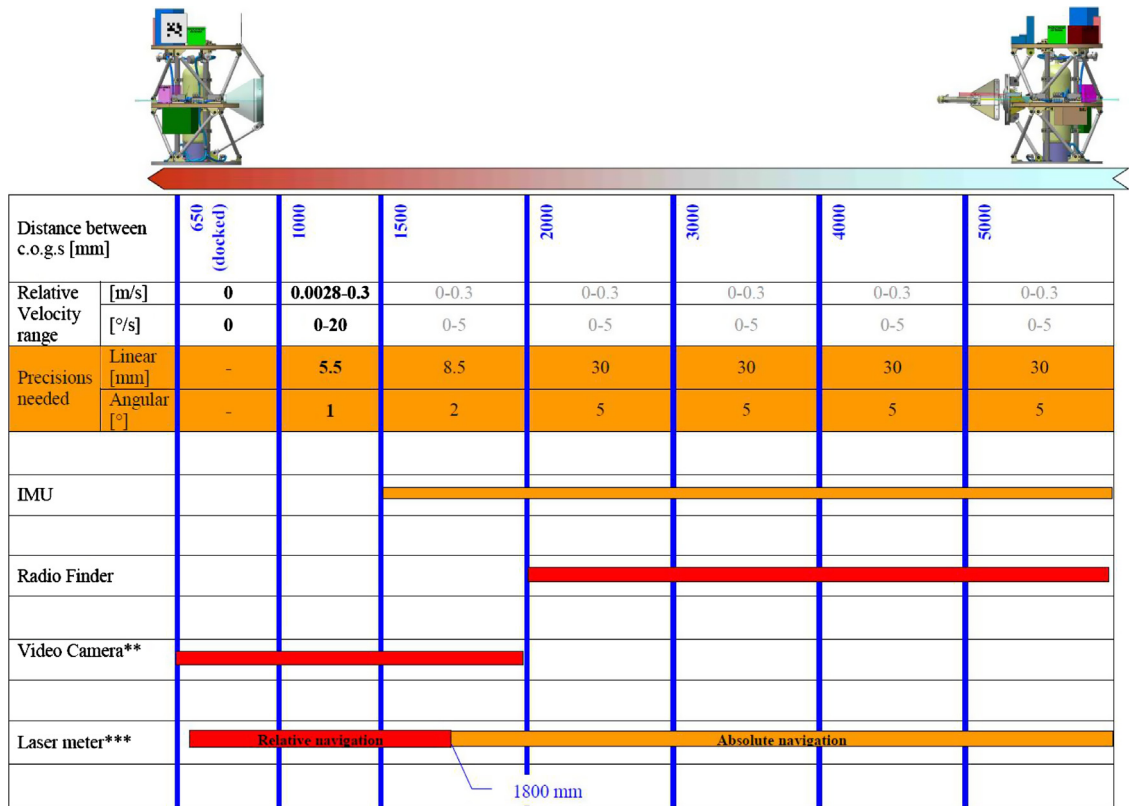 Distance between
c.o.g.s [mm]
650
(docked)
1000
1500
2000
3000
4000
5000
Relative
Velocity
range
[m/s]
0
0.0028-0.3
0-0.3
0-0.3
0-0.3
0-0.3
0-0.3
[°/s]
0
0-20
0-5
0-5
0-5
0-5
0-5
Precisions
needed
Linear
[mm]
-
5.5
8.5
30
30
30
30
Angular
[°]
-
1
2
5
5
5
5
IMU
Radio Finder
Video Camera**
Laser meter***
Relative navigation
Absolute navigation
1800 mm